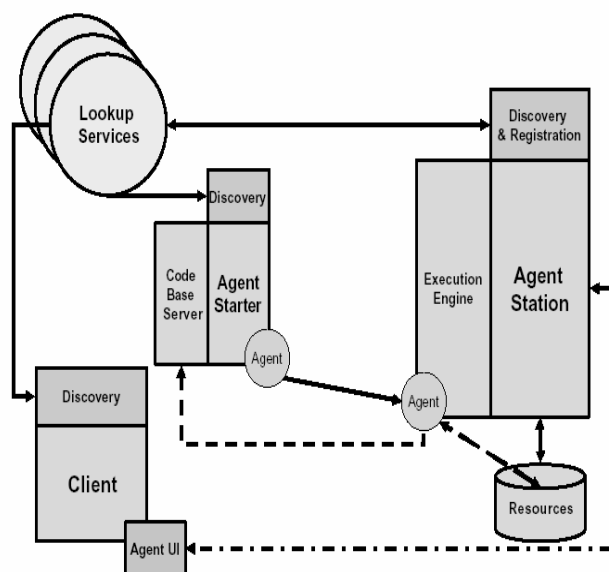 Lookup
Services
Discovery
& Registration
Discovery
Code
Base
Server
Agent
Starter
Execution
Engine
Agent
Station
Agent
Agent
Discovery
Client
Resources
Agent UI